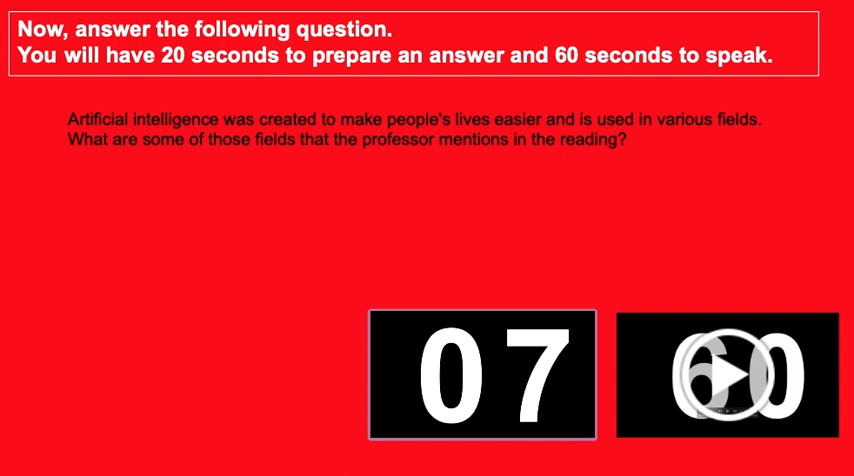 Now, answer the following question.
You will have 20 seconds to prepare an answer and 60 seconds to speak.
Artificial intelligence was created to make people's lives easier and is used in various fields.
What are some of those fields that the professor mentions in the reading?
07 60